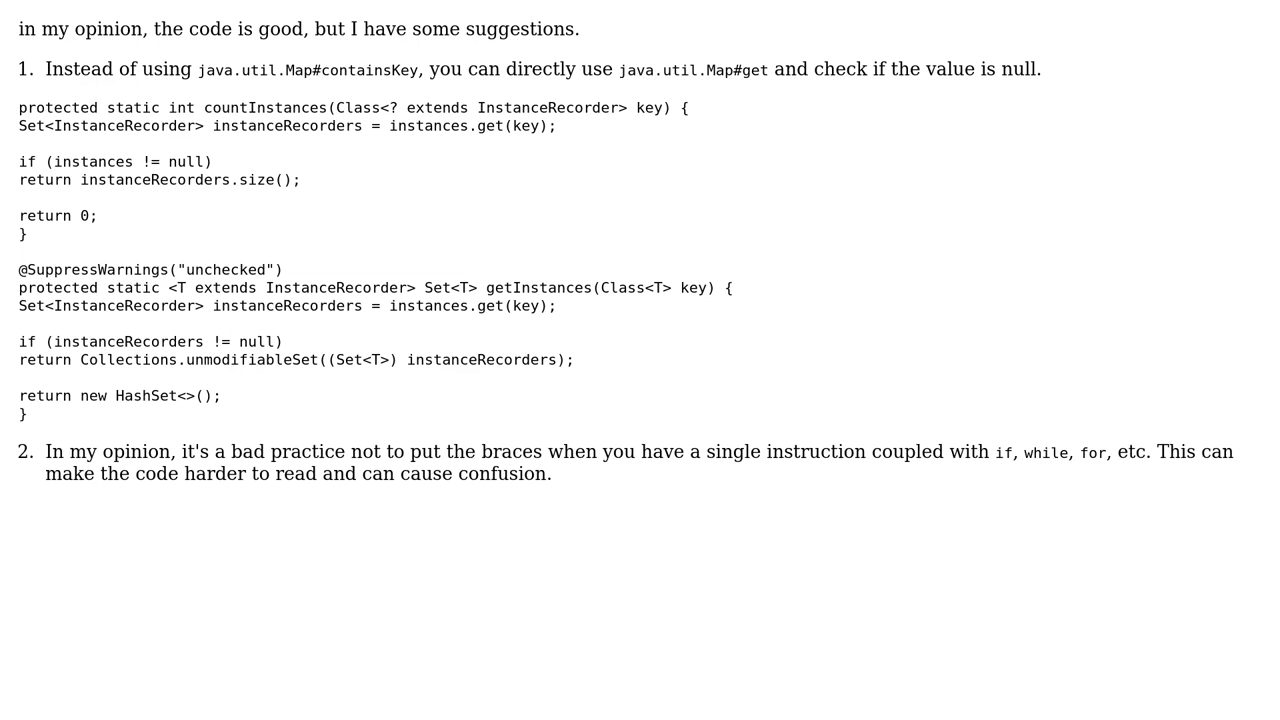 in my opinion, the code is good, but I have some suggestions.
1. Instead of using java.util.Map#containsKey, you can directly use java.util.Map#get and check if the value is null.
protected static int countInstances(Class<? extends InstanceRecorder> key) {
Set<InstanceRecorder> instanceRecorders = instances.get(key);
if (instances != null)
return instanceRecorders.size();
return 0;
}
@SuppressWarnings("unchecked")
protected static <T extends InstanceRecorder> Set<T> getInstances(Class<T> key) {
Set<InstanceRecorder> instanceRecorders = instances.get(key);
if (instanceRecorders != null)
return Collections.unmodifiableSet((Set<T>) instanceRecorders);
return new HashSet<>();
}
2. In my opinion, it's a bad practice not to put the braces when you have a single instruction coupled with if, while, for, etc. This can
make the code harder to read and can cause confusion.